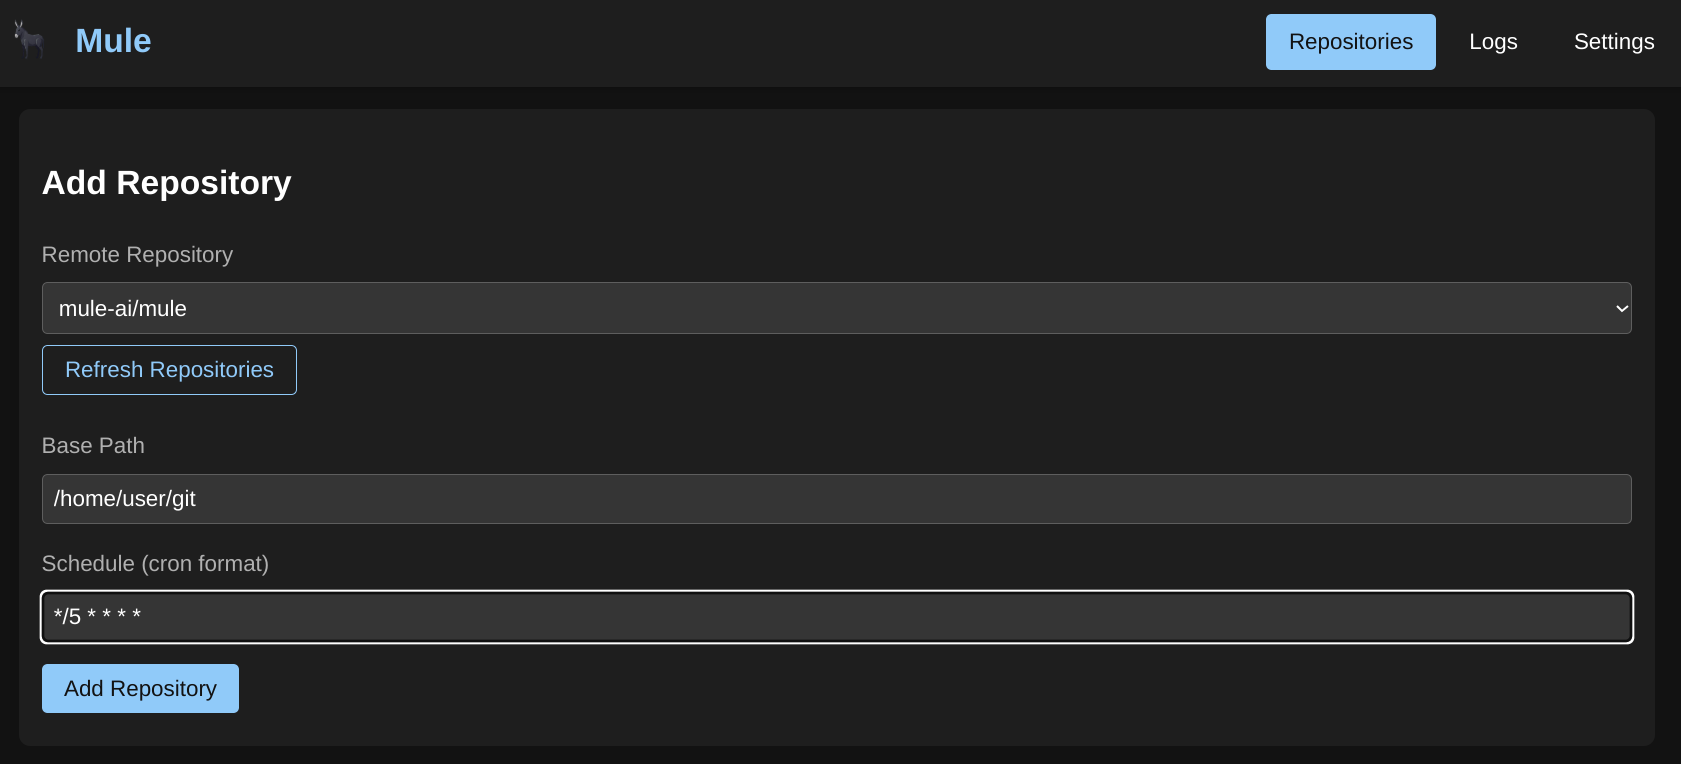 Mule
Repositories
Logs
Settings
Add Repository
Remote Repository
mule-ai/mule
Refresh Repositories
Base Path
/home/user/git
Schedule (cron format)
*/5 * * * *
Add Repository